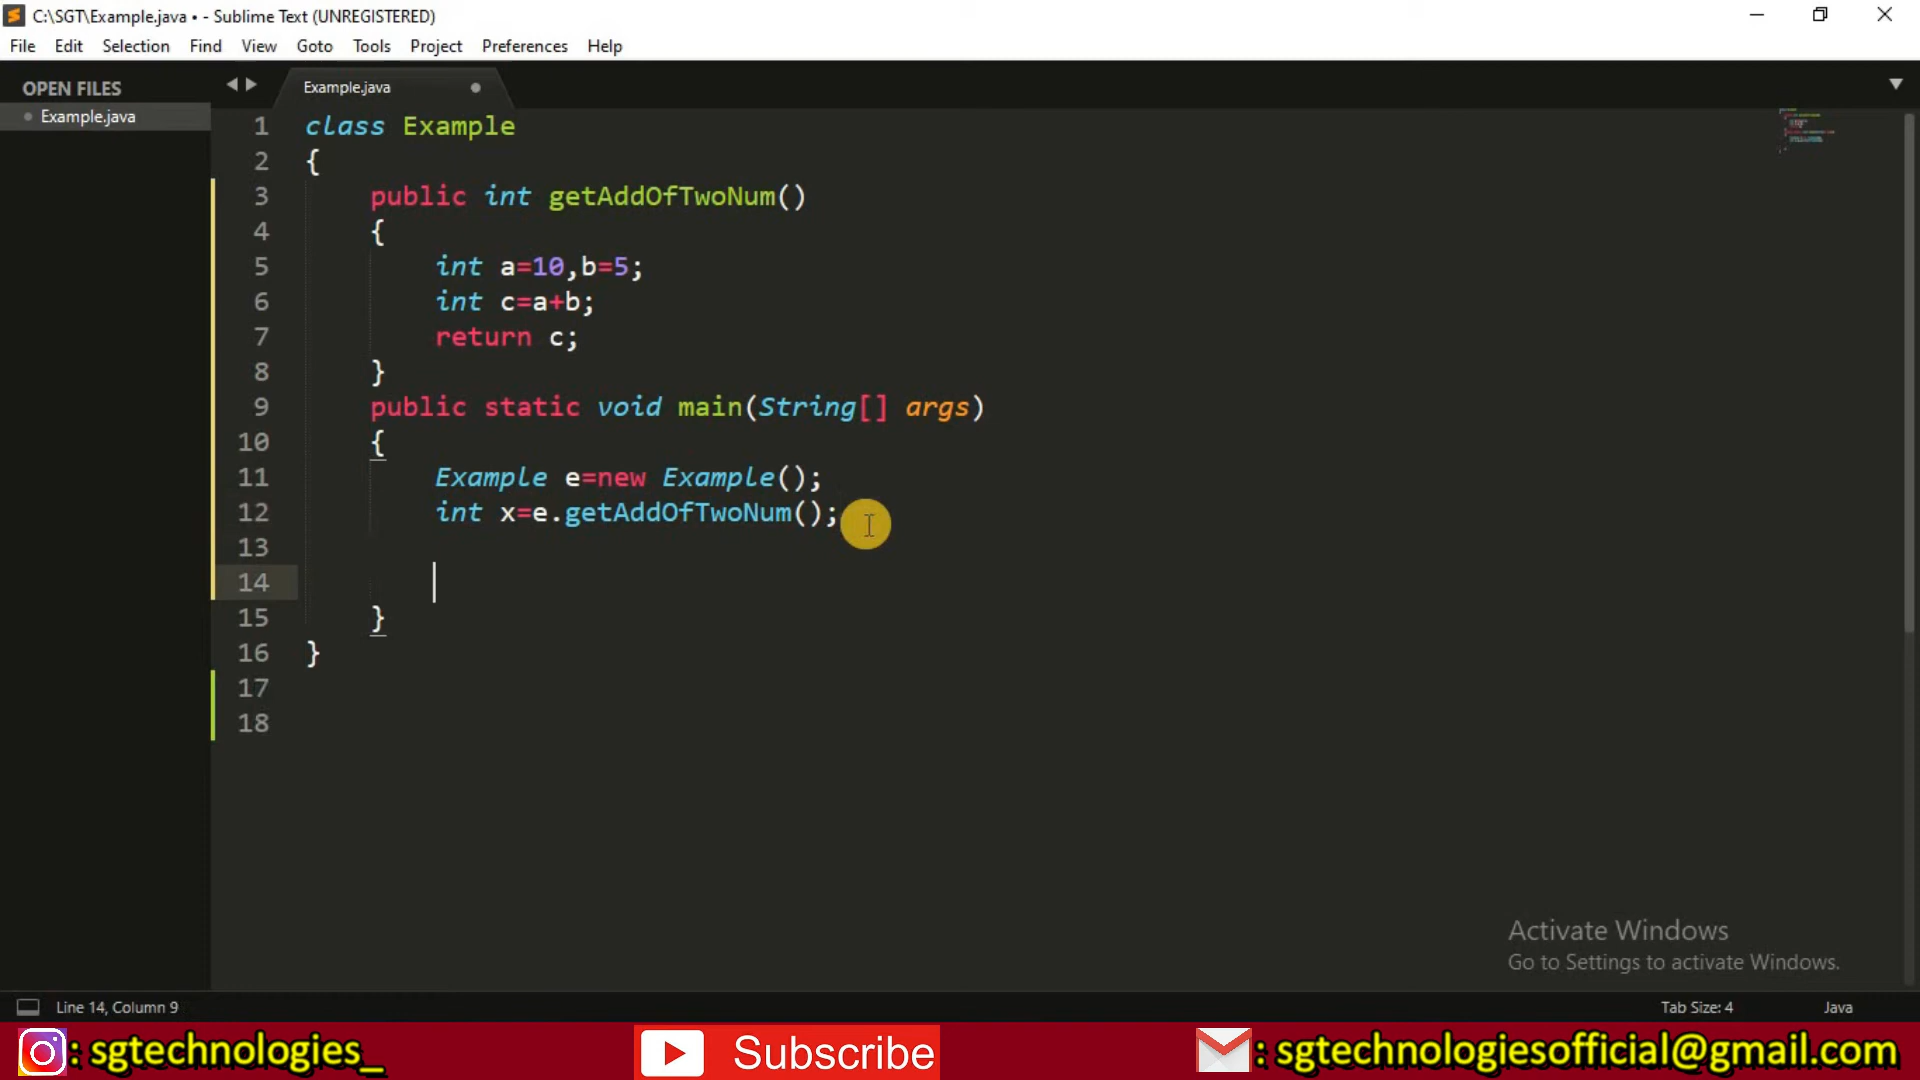 C:\SGT\Example.java • - Sublime Text (UNREGISTERED)
File Edit Selection Find View Goto Tools Project Preferences Help
OPEN FILES
Example.java
Example.java
1 class Example
2 {
3     public int getAddOfTwoNum()
4     {
5         int a=10,b=5;
6         int c=a+b;
7         return c;
8     }
9     public static void main(String[] args)
10     {
11         Example e=new Example();
12         int x=e.getAddOfTwoNum();
13
14
15     }
16 }
17
18
Activate Windows
Go to Settings to activate Windows.
Line 14, Column 9 Tab Size: 4 Java
: sgtechnologies_ Subscribe : sgtechnologiesofficial@gmail.com